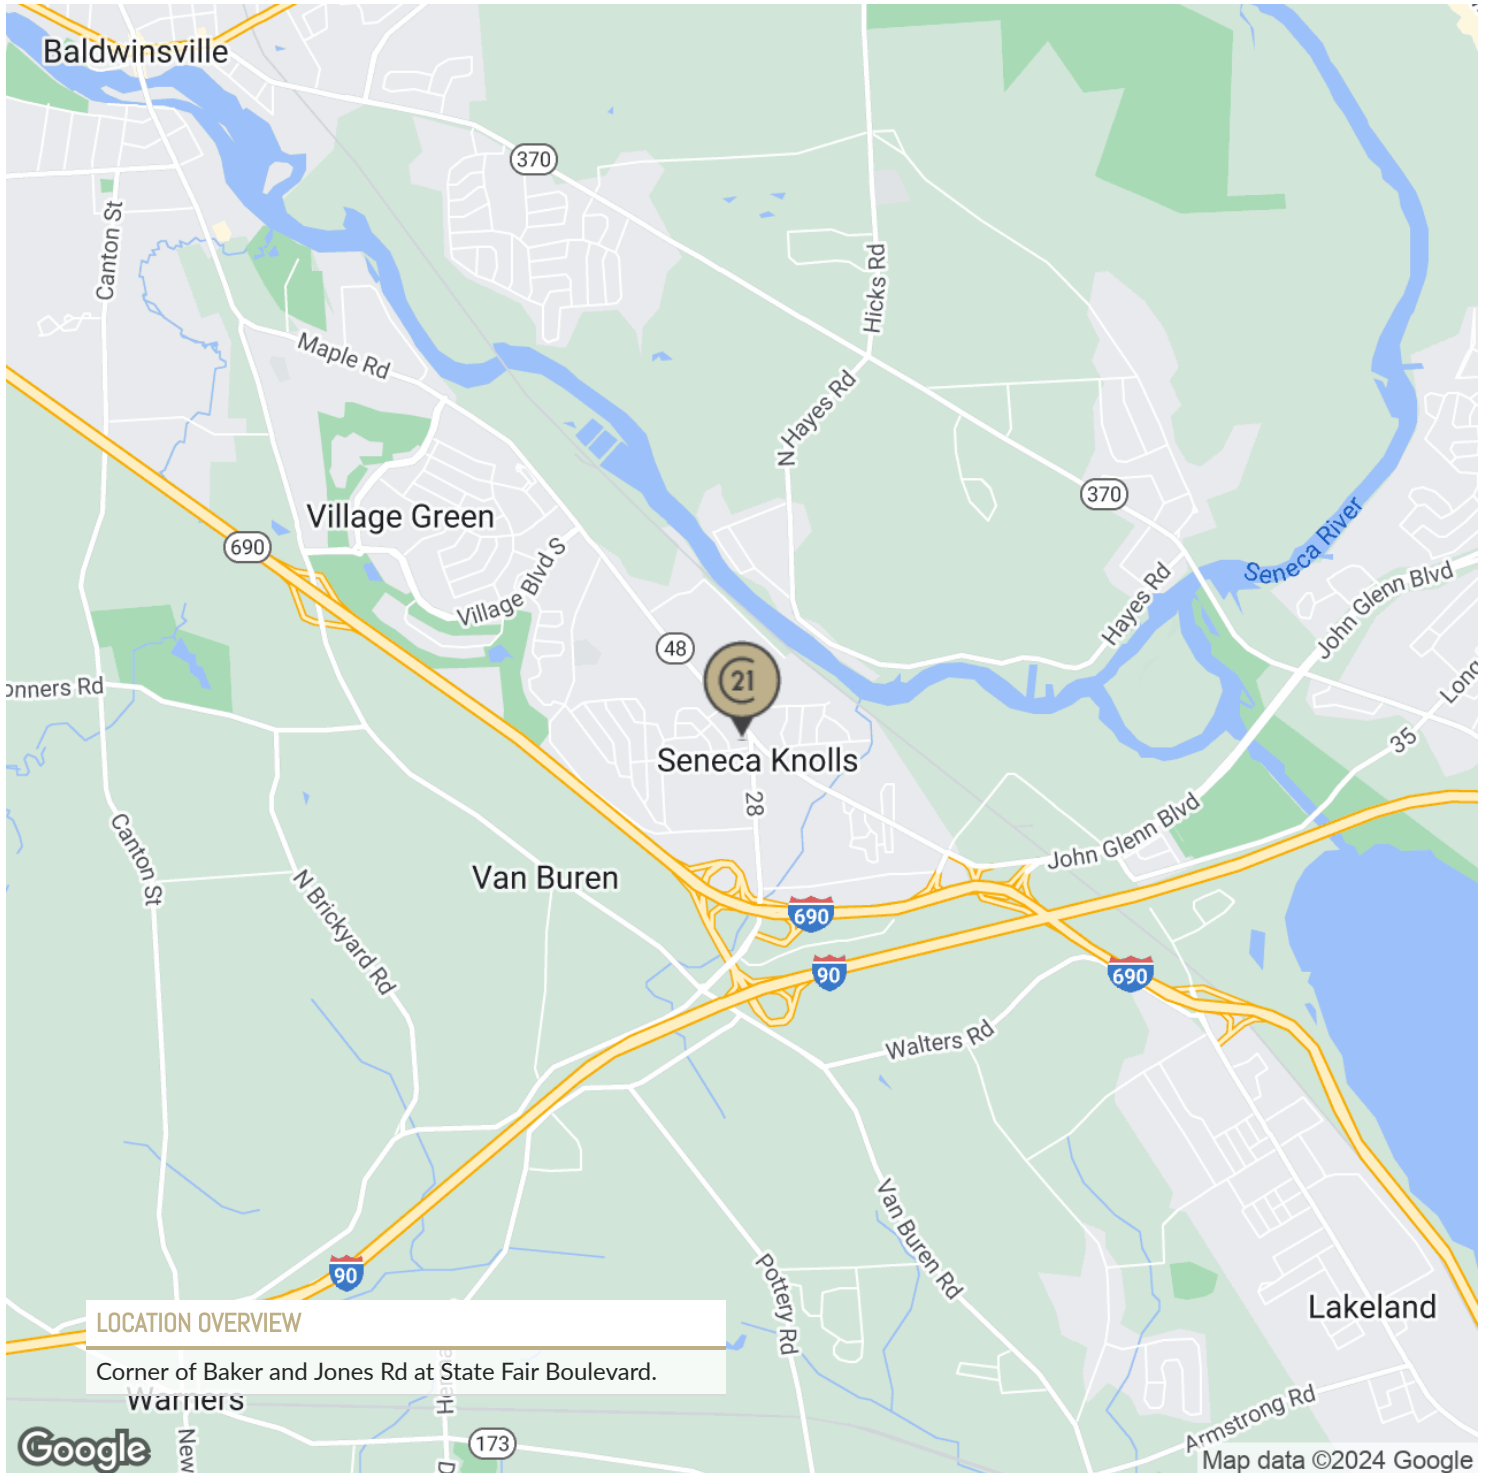 Baldwinsville
370
Canton St
Hicks Rd
Maple Rd
N Hayes Rd
370
Village Green
690
Seneca River
Village Blvd S
Hayes Rd
John Glenn Blvd
48
21
onners Rd
Long
35
Seneca Knolls
28
John Glenn Blvd
Canton St
Van Buren
N Brickyard Rd
690
90
690
Walters Rd
Van Buren Rd
90
Pottery Rd
Lakeland
LOCATION OVERVIEW
Corner of Baker and Jones Rd at State Fair Boulevard.
Warners
Armstrong Rd
173
New
D
Google
Map data ©2024 Google